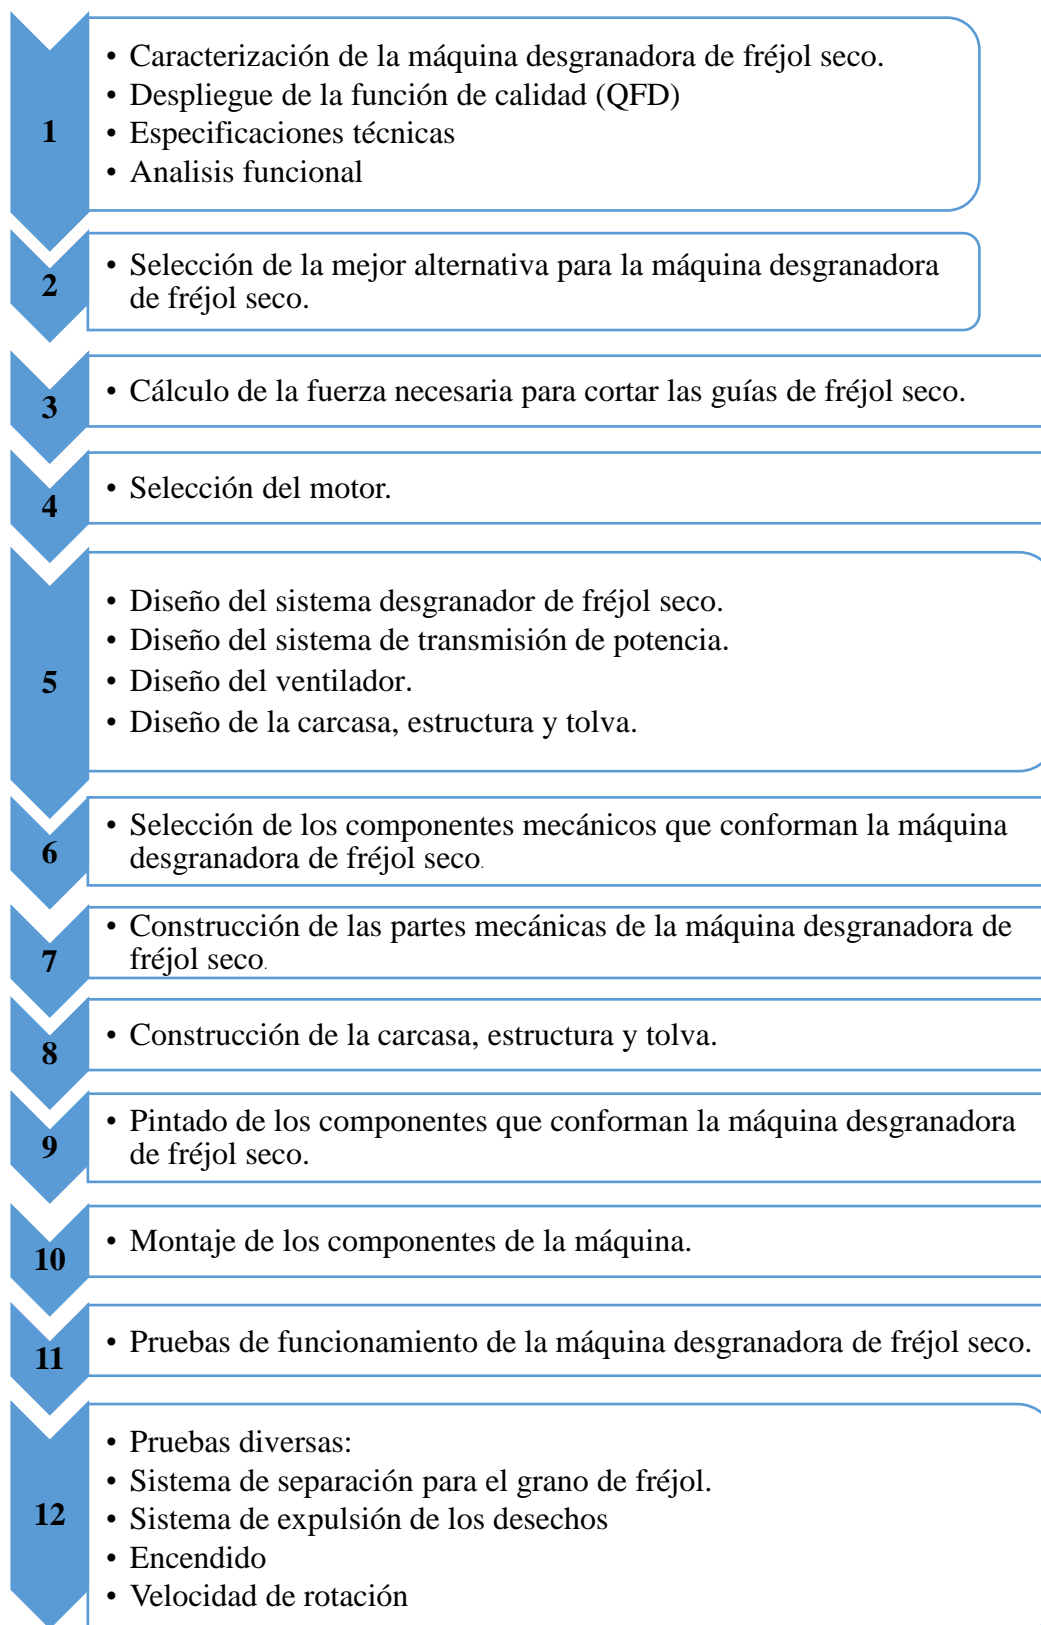 1
• Caracterización de la máquina desgranadora de fréjol seco.
• Despliegue de la función de calidad (QFD)
• Especificaciones técnicas
• Analisis funcional
2
• Selección de la mejor alternativa para la máquina desgranadora
de fréjol seco.
3
• Cálculo de la fuerza necesaria para cortar las guías de fréjol seco.
4
• Selección del motor.
5
• Diseño del sistema desgranador de fréjol seco.
• Diseño del sistema de transmisión de potencia.
• Diseño del ventilador.
• Diseño de la carcasa, estructura y tolva.
6
• Selección de los componentes mecánicos que conforman la máquina
desgranadora de fréjol seco.
7
• Construcción de las partes mecánicas de la máquina desgranadora de
fréjol seco.
8
• Construcción de la carcasa, estructura y tolva.
9
• Pintado de los componentes que conforman la máquina desgranadora
de fréjol seco.
10
• Montaje de los componentes de la máquina.
11
• Pruebas de funcionamiento de la máquina desgranadora de fréjol seco.
12
• Pruebas diversas:
• Sistema de separación para el grano de fréjol.
• Sistema de expulsión de los desechos
• Encendido
• Velocidad de rotación